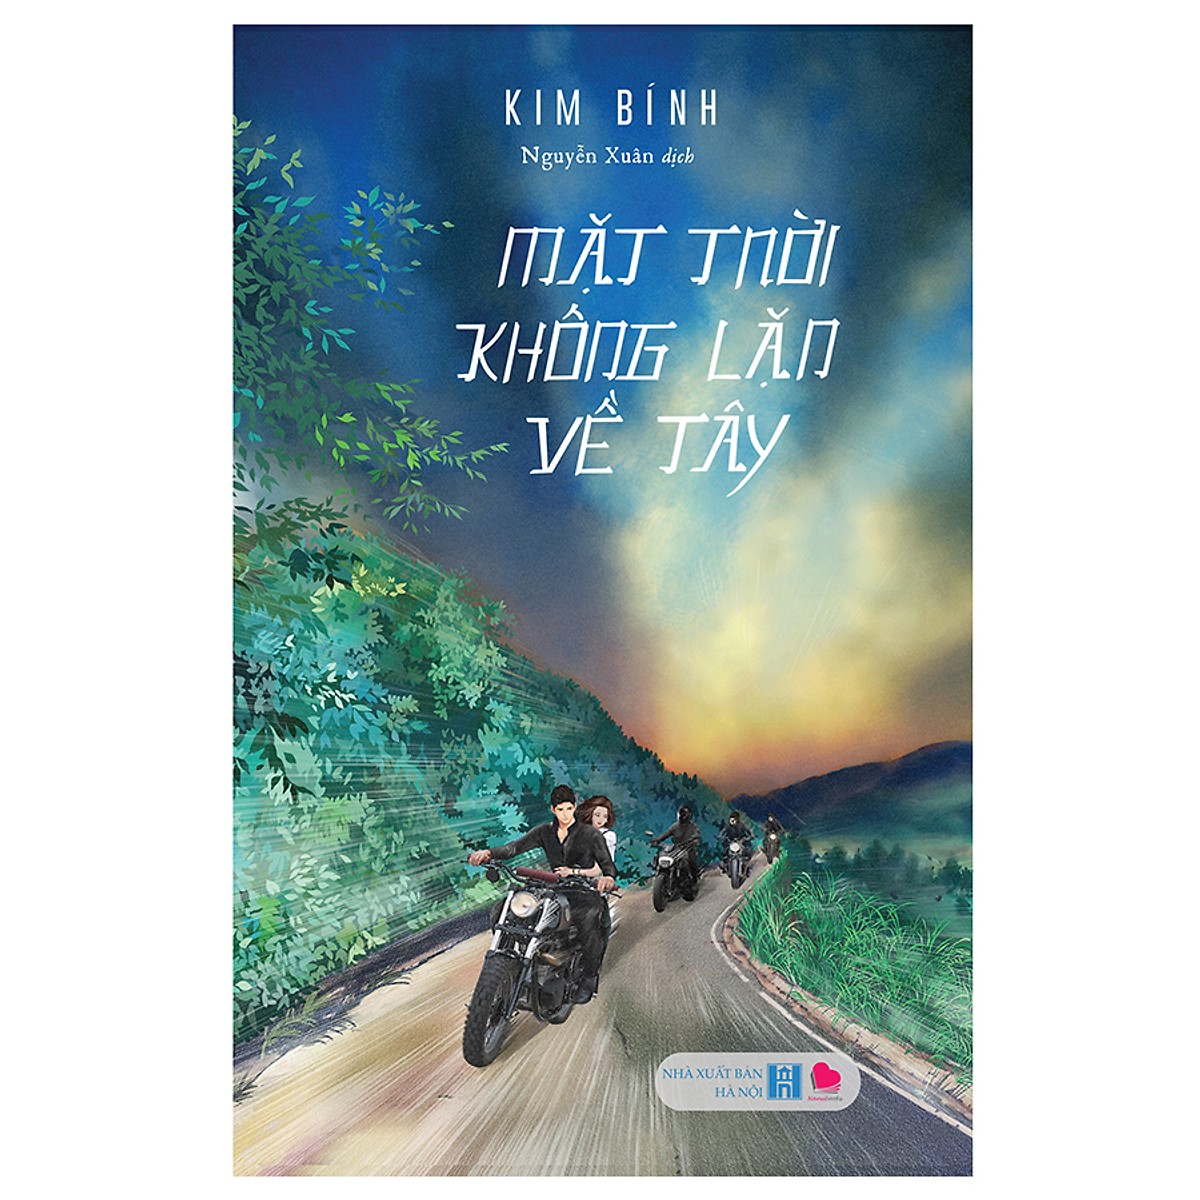 KIM BÍNH
Nguyễn Xuân dịch
MẶT TRỜI
KHÔNG LẶN
VỀ TÂY
NHÀ XUẤT BẢN
HÀ NỘI